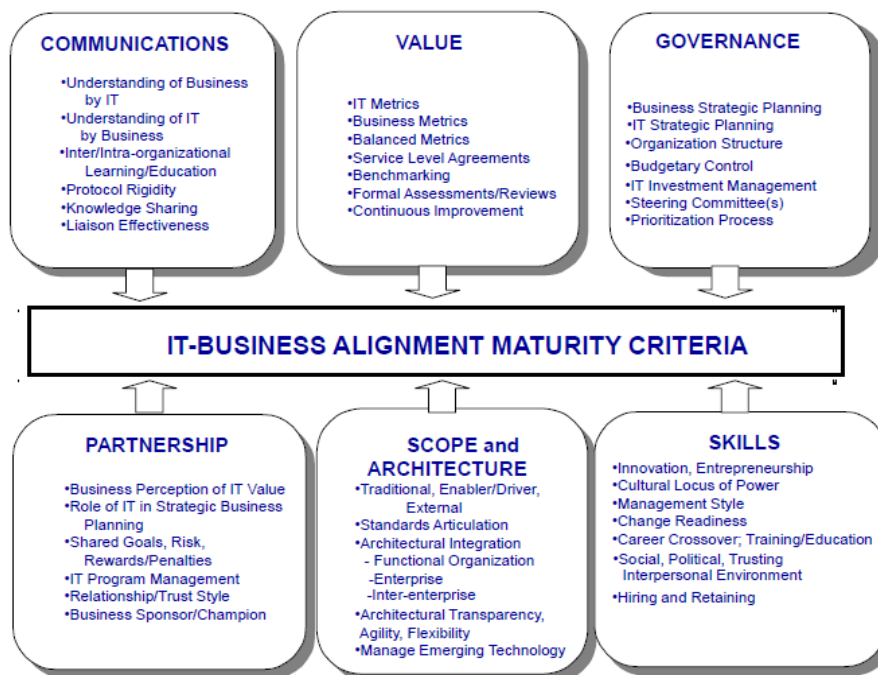 COMMUNICATIONS
•Understanding of Business
by IT
•Understanding of IT
by Business
•Inter/Intra-organizational
Learning/Education
•Protocol Rigidity
•Knowledge Sharing
•Liaison Effectiveness
VALUE
•IT Metrics
•Business Metrics
•Balanced Metrics
•Service Level Agreements
•Benchmarking
•Formal Assessments/Reviews
•Continuous Improvement
GOVERNANCE
•Business Strategic Planning
•IT Strategic Planning
•Organization Structure
•Budgetary Control
•IT Investment Management
•Steering Committee(s)
•Prioritization Process
IT-BUSINESS ALIGNMENT MATURITY CRITERIA
PARTNERSHIP
•Business Perception of IT Value
•Role of IT in Strategic Business
Planning
•Shared Goals, Risk,
Rewards/Penalties
•IT Program Management
•Relationship/Trust Style
•Business Sponsor/Champion
SCOPE and
ARCHITECTURE
•Traditional, Enabler/Driver,
External
•Standards Articulation
•Architectural Integration
- Functional Organization
-Enterprise
-Inter-enterprise
•Architectural Transparency,
Agility, Flexibility
•Manage Emerging Technology
SKILLS
•Innovation, Entrepreneurship
•Cultural Locus of Power
•Management Style
•Change Readiness
•Career Crossover; Training/Education
•Social, Political, Trusting
Interpersonal Environment
•Hiring and Retaining